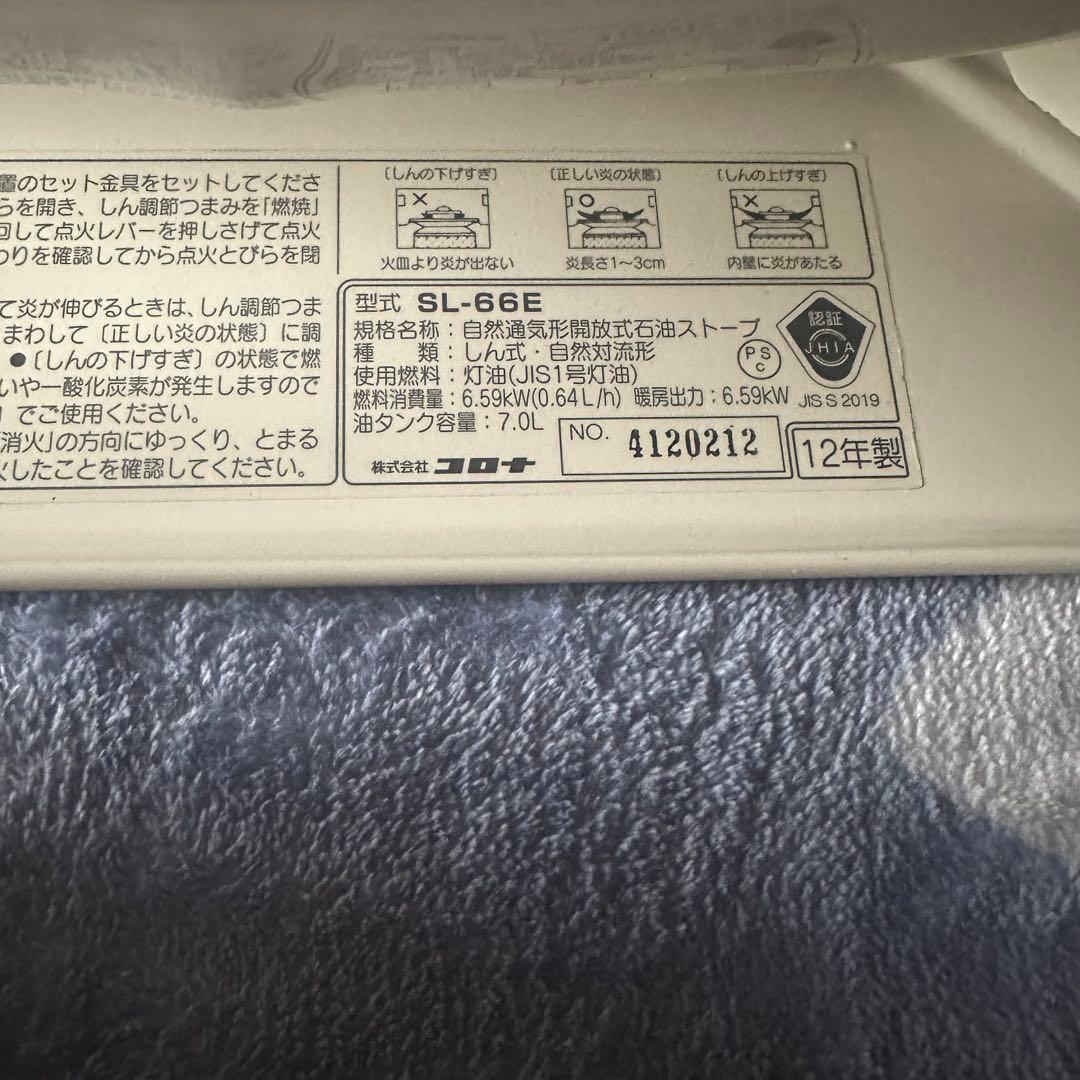 置のセット金具をセットしてくださ
らを開き、しん調節つまみを「燃焼」
回して点火レバーを押しさげて点火
わりを確認してから点火とびらを閉
て炎が伸びるときは、しん調節つま
まわして〔正しい炎の状態〕に調
●〔しんの下げすぎ〕の状態で燃
いや一酸化炭素が発生しますので
でご使用ください。
「消火」の方向にゆっくり、とまる
火したことを確認してください。
〔しんの下げすぎ〕
×
火皿より炎が出ない
〔正しい炎の状態〕
○
炎長さ1~3cm
〔しんの上げすぎ〕
×
内壁に炎があたる
型式 SL-66E
規格名称:自然通気形開放式石油ストーブ
種 類:しん式・自然対流形
使用燃料:灯油(JIS1号灯油)
燃料消費量:6.59kW(0.64L/h) 暖房出力:6.59kW
油タンク容量:7.0L
株式会社 コロナ
NO. 4120212
12年製
PS
C
認証
JHIA
JIS S 2019